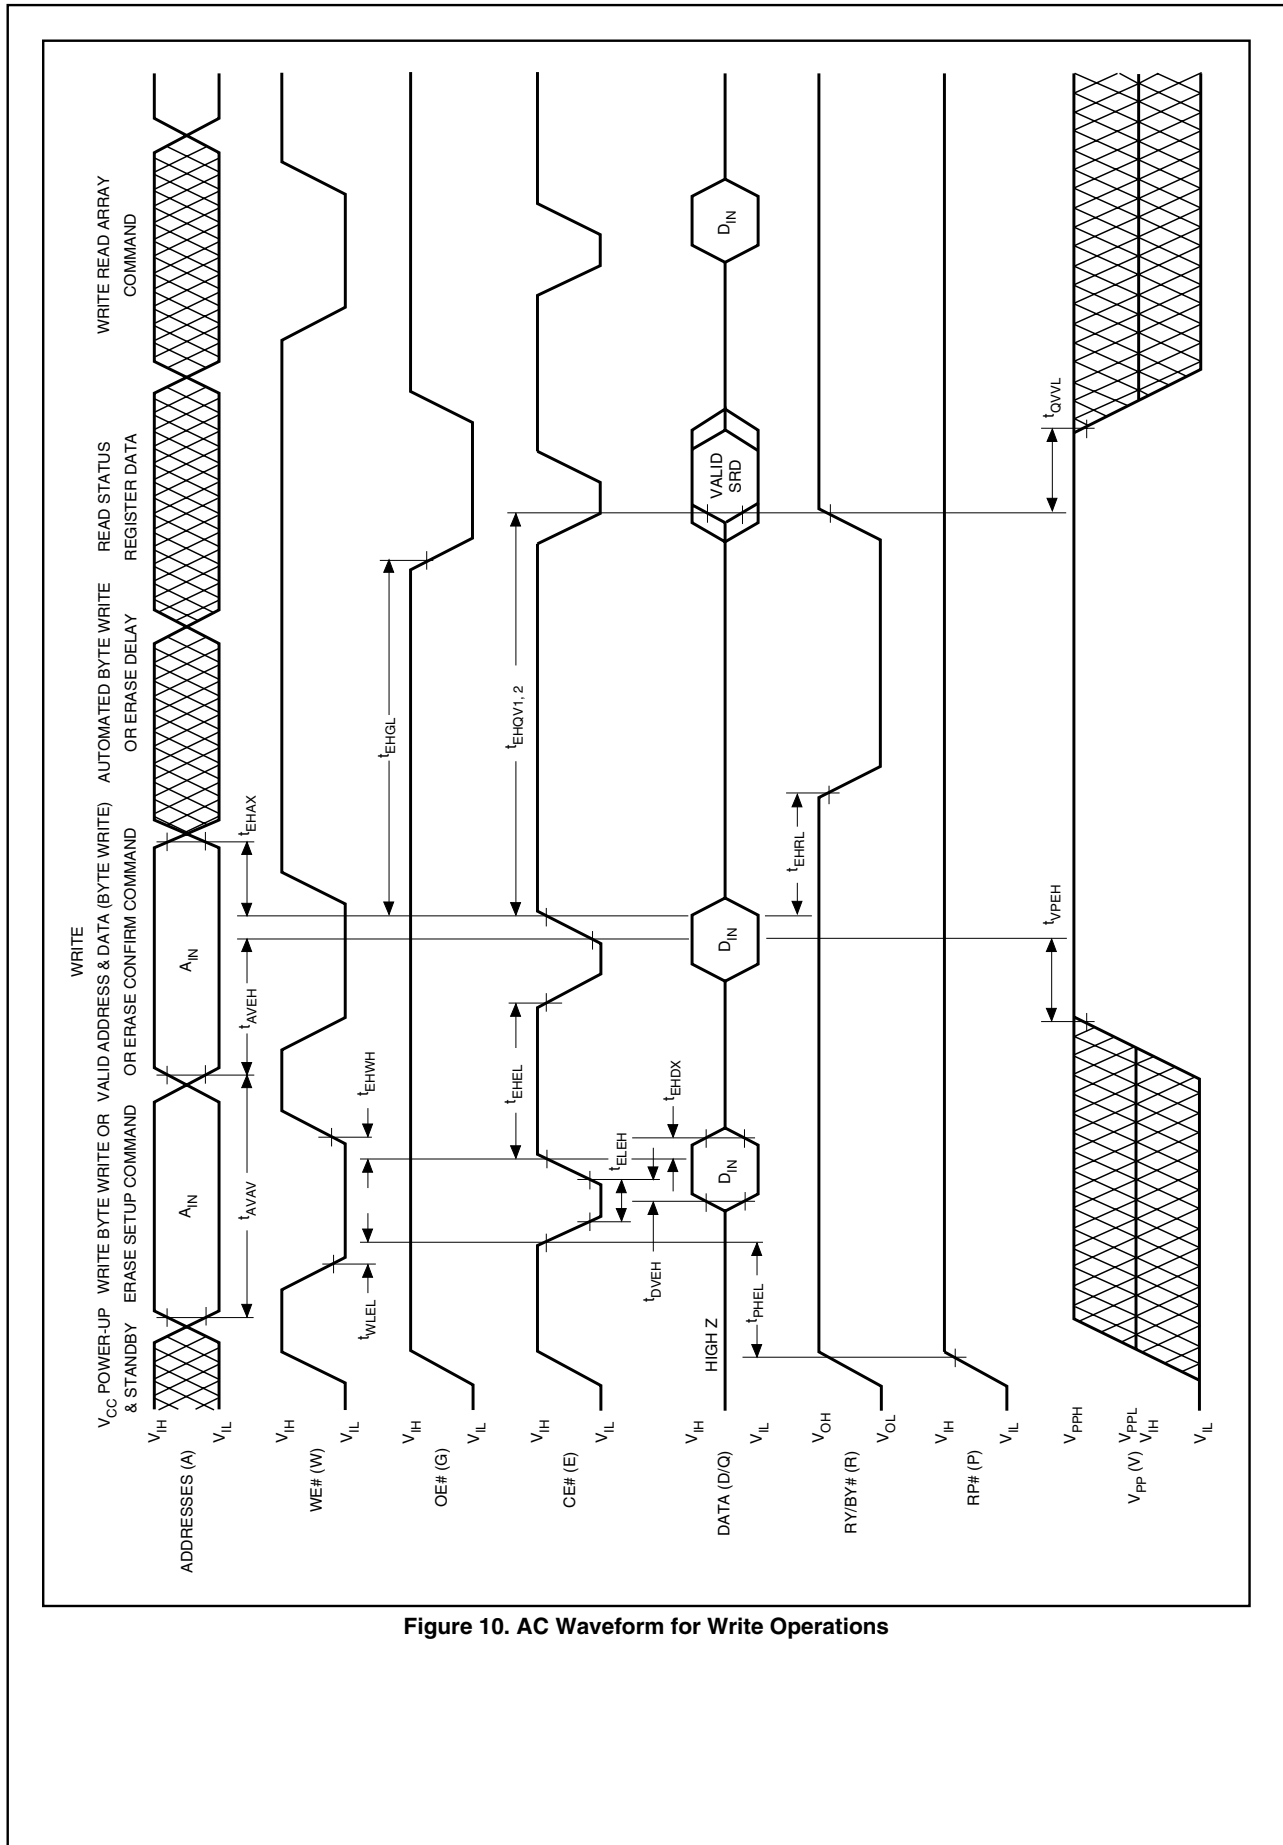 WRITE
V_CC POWER-UP WRITE BYTE WRITE OR VALID ADDRESS & DATA (BYTE WRITE) AUTOMATED BYTE WRITE READ STATUS WRITE READ ARRAY
& STANDBY ERASE SETUP COMMAND OR ERASE CONFIRM COMMAND OR ERASE DELAY REGISTER DATA COMMAND
V_IH
ADDRESSES (A)
A_IN
A_IN
V_IL
t_AVAV
t_AVEH
t_EHAX
V_IH
WE# (W)
V_IL
t_WLEL
t_EHWH
t_EHGL
V_IH
OE# (G)
V_IL
t_EHEL
t_EHQV1, 2
V_IH
CE# (E)
V_IL
t_ELEH
t_DVEH
t_EHDX
V_IH
DATA (D/Q)
HIGH Z
D_IN
D_IN
VALID
SRD
D_IN
V_IL
t_PHEL
t_EHRL
V_OH
RY/BY# (R)
V_OL
V_IH
RP# (P)
V_IL
t_VPEH
t_QVVL
V_PPH
V_PPL
V_PP (V)
V_IH
V_IL
Figure 10. AC Waveform for Write Operations